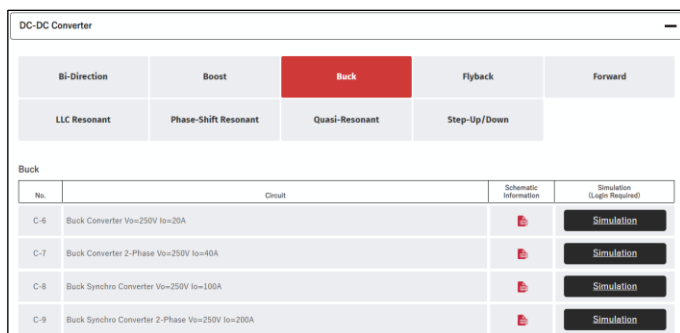 DC-DC Converter
Bi-Direction Boost Buck Flyback Forward
LLC Resonant Phase-Shift Resonant Quasi-Resonant Step-Up/Down
Buck
No. Circuit Schematic Information Simulation (Login Required)
C-6 Buck Converter Vo=250V Io=20A Simulation
C-7 Buck Converter 2-Phase Vo=250V Io=40A Simulation
C-8 Buck Synchro Converter Vo=250V Io=100A Simulation
C-9 Buck Synchro Converter 2-Phase Vo=250V Io=200A Simulation